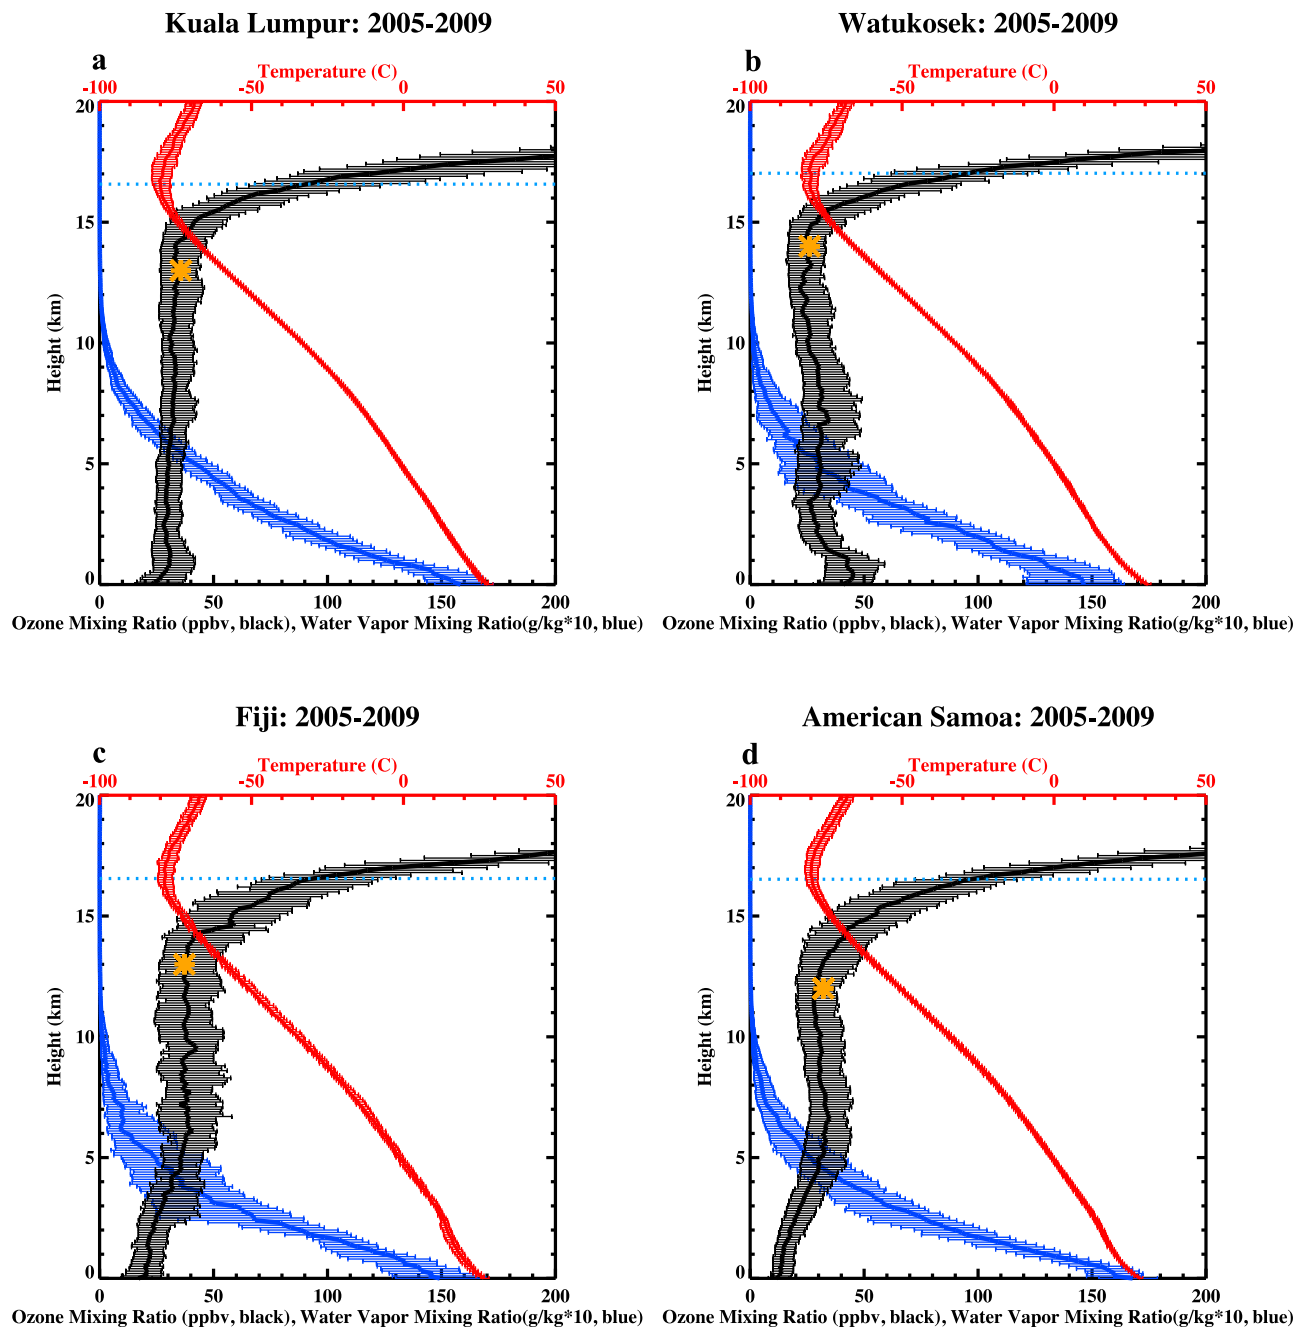 Kuala Lumpur: 2005-2009
a
Temperature (C)
-100 -50 0 50
20
15
10
5
0
Height (km)
0 50 100 150 200
Ozone Mixing Ratio (ppbv, black), Water Vapor Mixing Ratio(g/kg*10, blue)
Watukosek: 2005-2009
b
Temperature (C)
-100 -50 0 50
20
15
10
5
0
Height (km)
0 50 100 150 200
Ozone Mixing Ratio (ppbv, black), Water Vapor Mixing Ratio(g/kg*10, blue)
Fiji: 2005-2009
c
Temperature (C)
-100 -50 0 50
20
15
10
5
0
Height (km)
0 50 100 150 200
Ozone Mixing Ratio (ppbv, black), Water Vapor Mixing Ratio(g/kg*10, blue)
American Samoa: 2005-2009
d
Temperature (C)
-100 -50 0 50
20
15
10
5
0
Height (km)
0 50 100 150 200
Ozone Mixing Ratio (ppbv, black), Water Vapor Mixing Ratio(g/kg*10, blue)